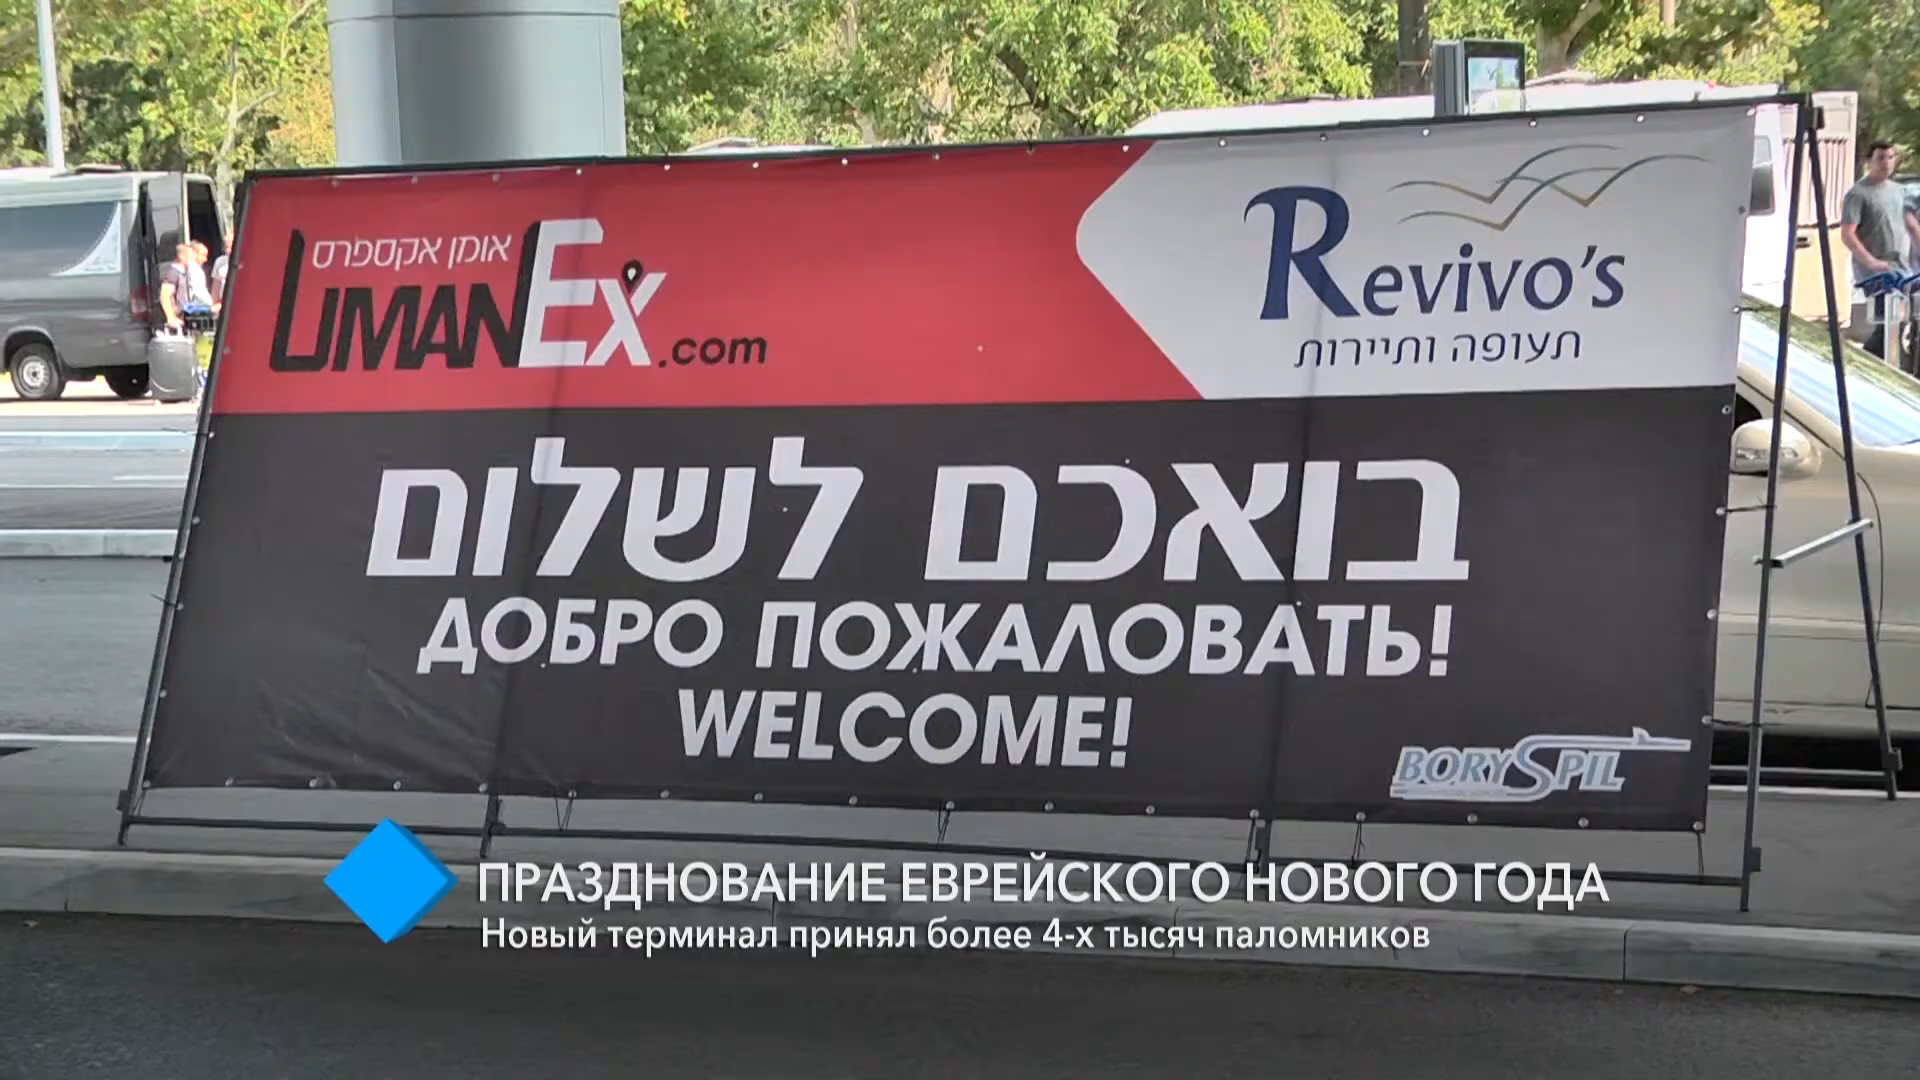 אומן אקספרס
UMANEX.com
Revivo's
תעופה ותיירות
בואכם לשלום
ДОБРО ПОЖАЛОВАТЬ!
WELCOME!
BORYSPIL
ПРАЗДНОВАНИЕ ЕВРЕЙСКОГО НОВОГО ГОДА
Новый терминал принял более 4-х тысяч паломников